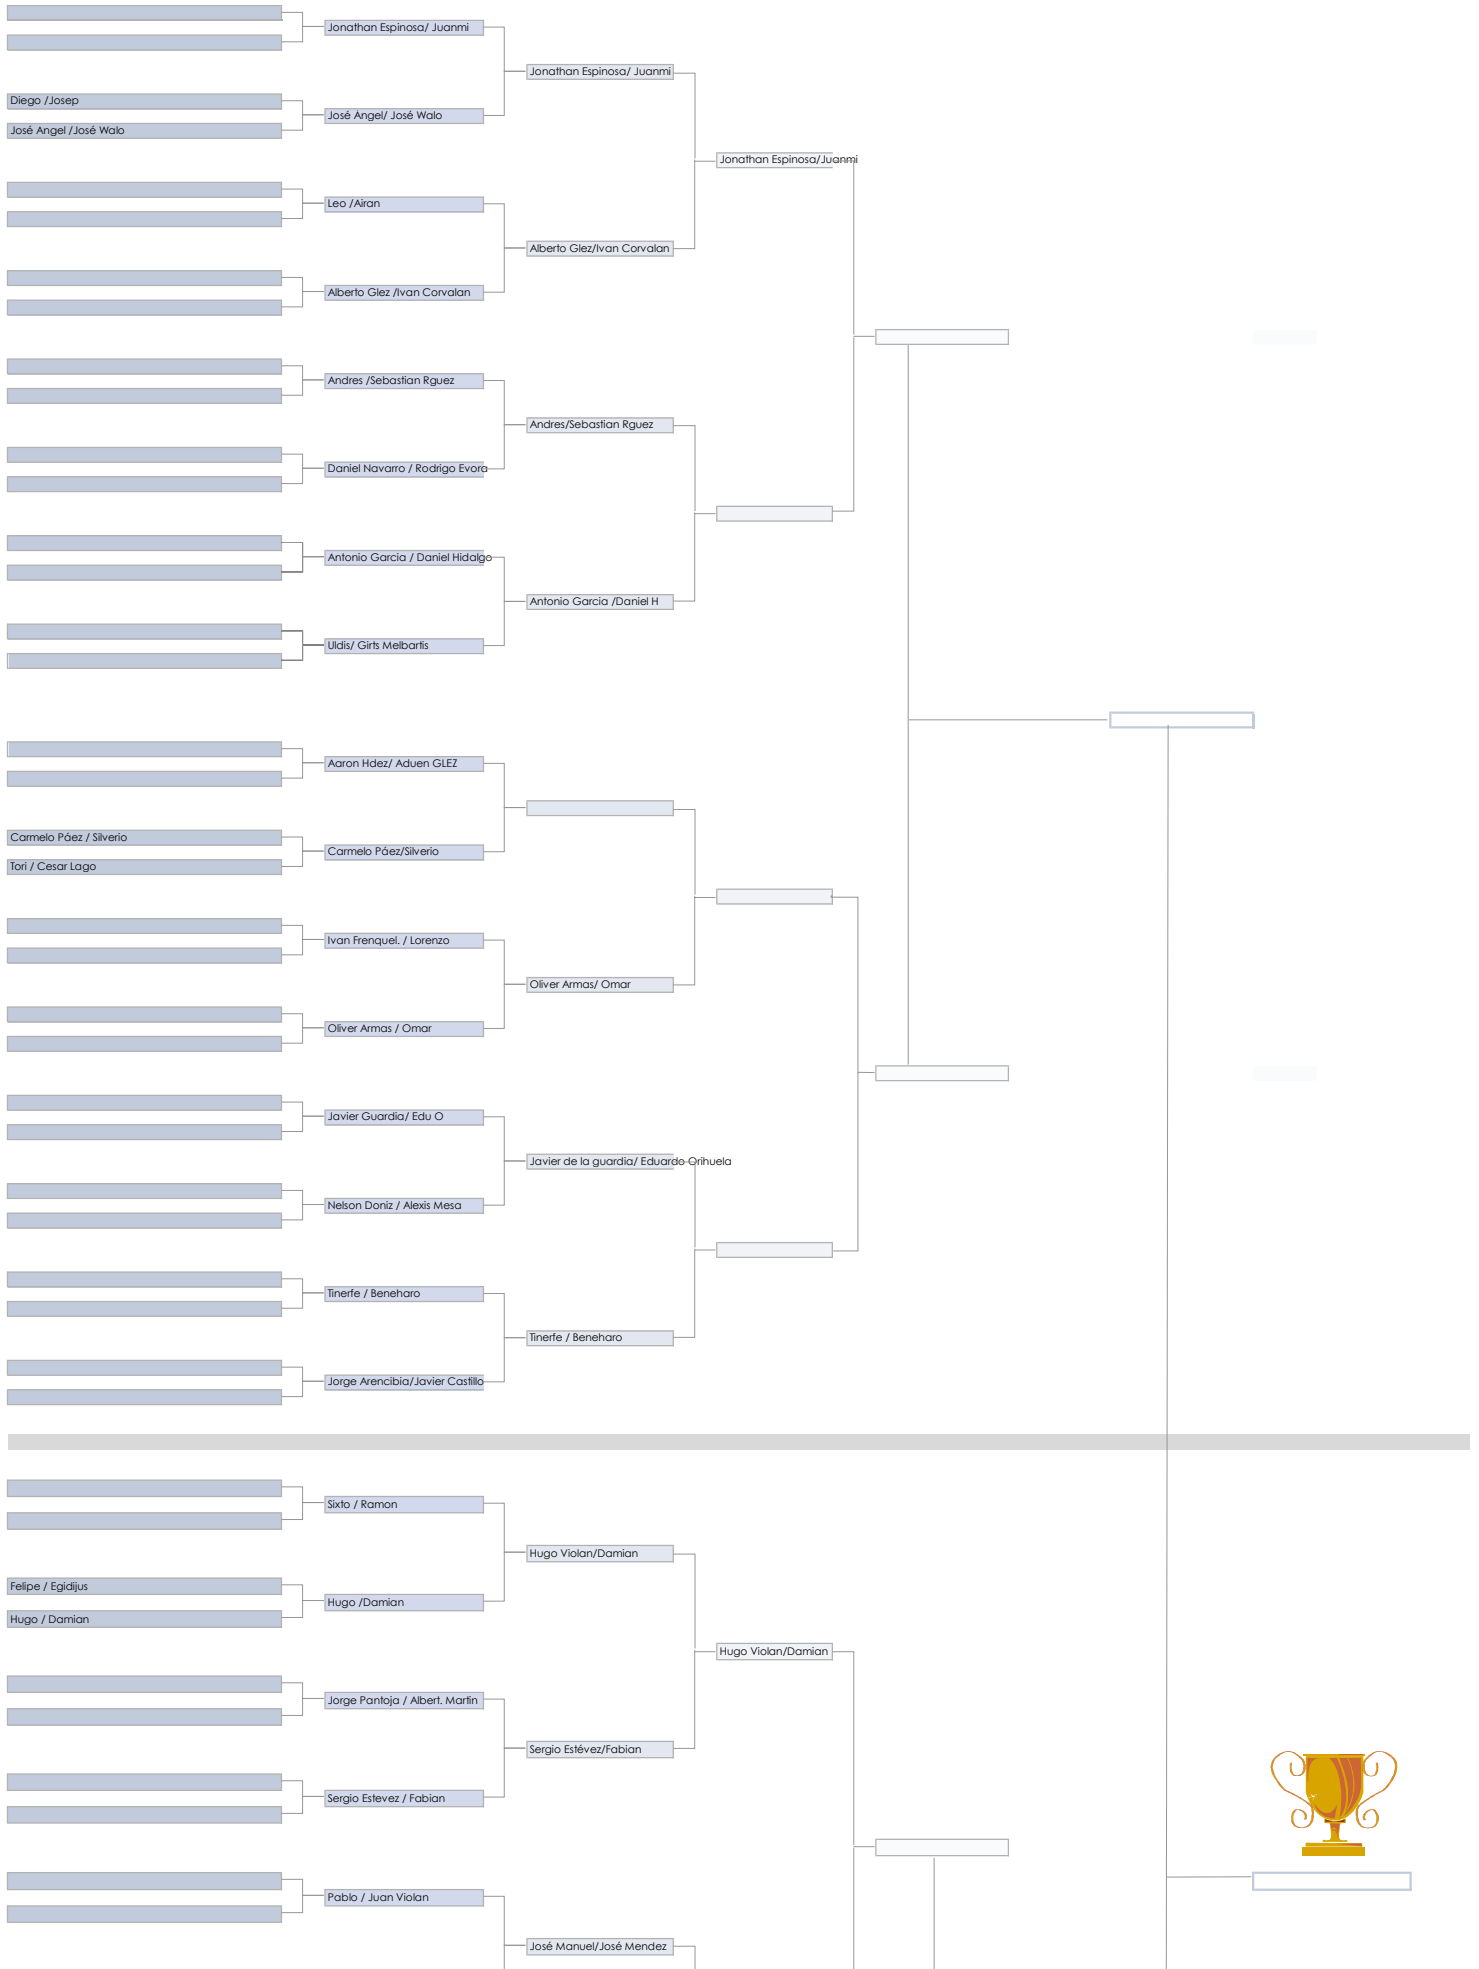 Jonathan Espinosa/ Juanmi
Jonathan Espinosa/ Juanmi
Diego /Josep
José Angel/ José Walo
José Angel /José Walo
Jonathan Espinosa/Juanmi
Leo /Airan
Alberto Glez/Ivan Corvalan
Alberto Glez /Ivan Corvalan
Andres /Sebastian Rguez
Andres/Sebastian Rguez
Daniel Navarro / Rodrigo Evora
Antonio Garcia / Daniel Hidalgo
Antonio Garcia /Daniel H
Uldis/ Girts Melbartis
Aaron Hdez/ Aduen GLEZ
Carmelo Páez / Silverio
Carmelo Páez/Silverio
Tori / Cesar Lago
Ivan Frenquel. / Lorenzo
Oliver Armas/ Omar
Oliver Armas / Omar
Javier Guardia/ Edu O
Javier de la guardia/ Eduardo Orihuela
Nelson Doniz / Alexis Mesa
Tinerfe / Beneharo
Tinerfe / Beneharo
Jorge Arencibia/Javier Castillo
Sixto / Ramon
Hugo Violan/Damian
Felipe / Egidijus
Hugo /Damian
Hugo / Damian
Hugo Violan/Damian
Jorge Pantoja / Albert. Martin
Sergio Estévez/Fabian
Sergio Estevez / Fabian
Pablo / Juan Violan
José Manuel/José Mendez